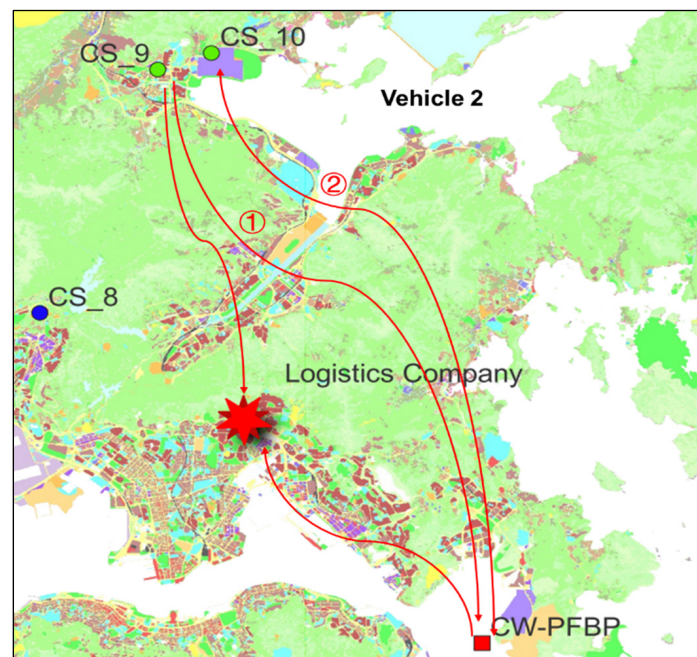 CS_10
CS_9
Vehicle 2
②
①
CS_8
Logistics Company
CW-PFBP